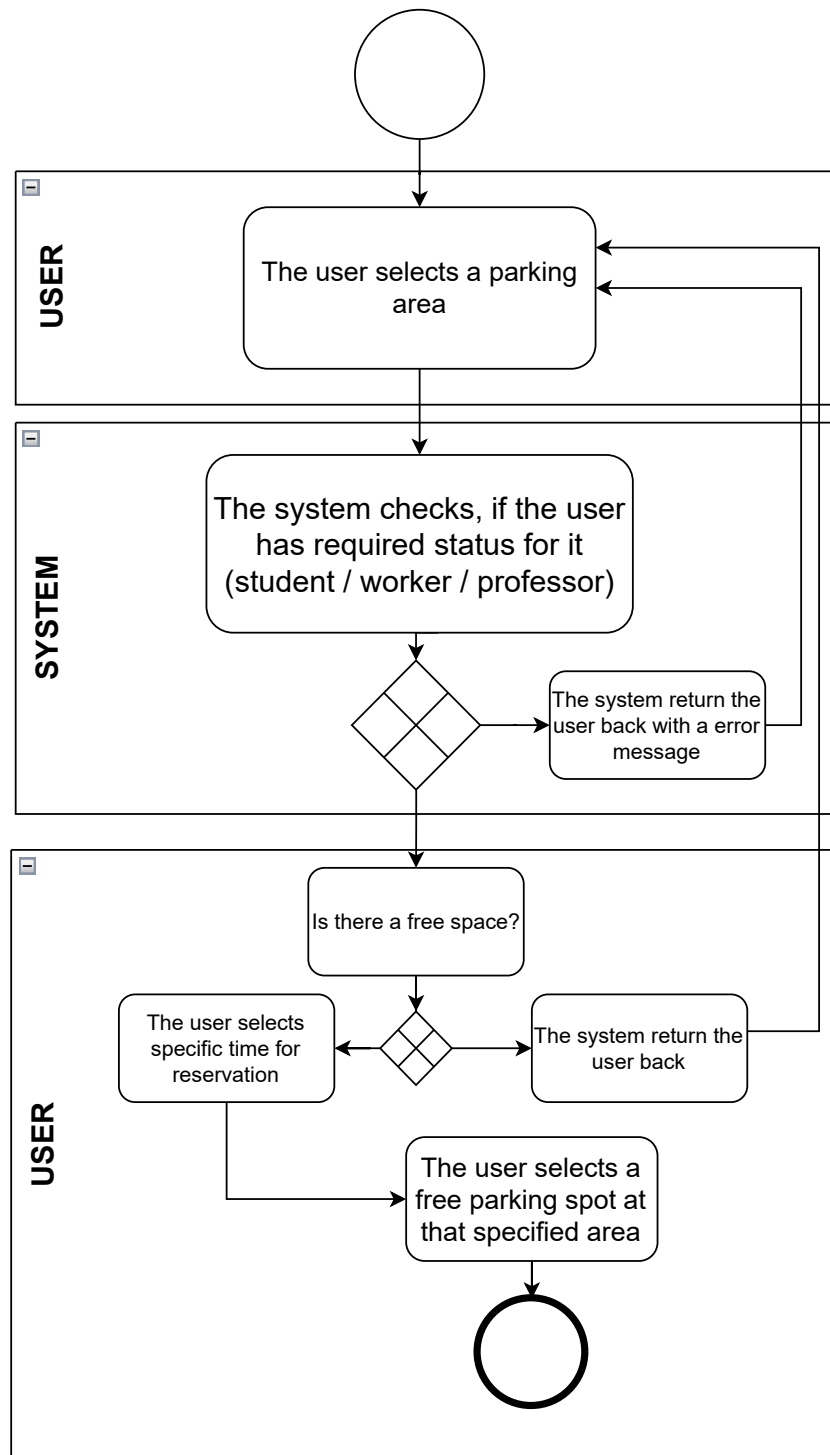 USER
The user selects a parking
area
SYSTEM
The system checks, if the user
has required status for it
(student / worker / professor)
The system return the
user back with a error
message
USER
Is there a free space?
The user selects
specific time for
reservation
The system return the
user back
The user selects a
free parking spot at
that specified area